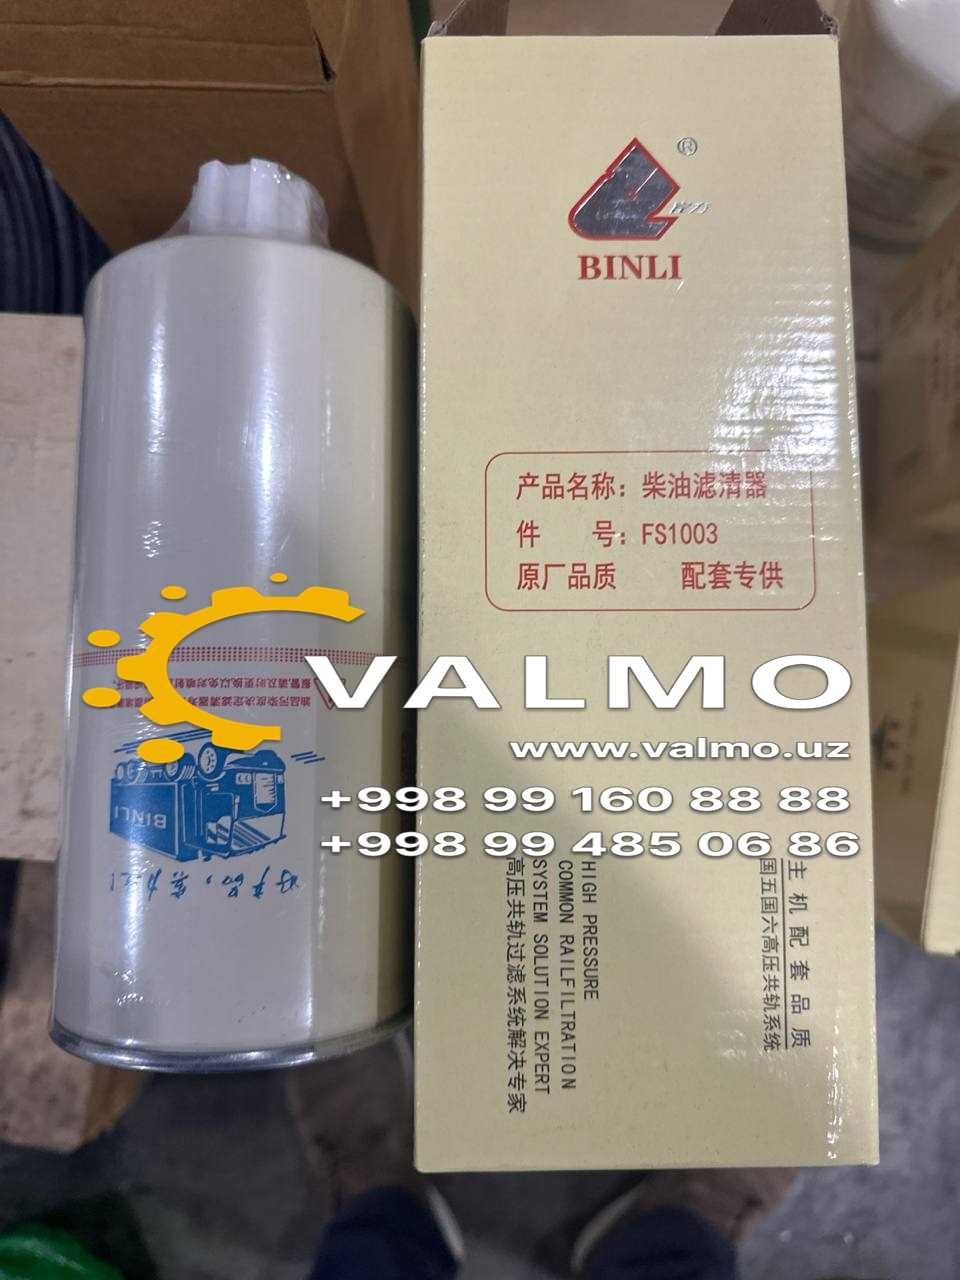 ®
滨力
BINLI
产品名称：柴油滤清器
件 号：FS1003
原厂品质 配套专供
VALMO
www.valmo.uz
+998 99 160 88 88
+998 99 485 06 86
HIGH PRESSURE
COMMON RAILFILTRATION
SYSTEM SOLUTION EXPERT
高压共轨过滤系统解决专家
主机配套品质
国五国六高压共轨系统
BINLI